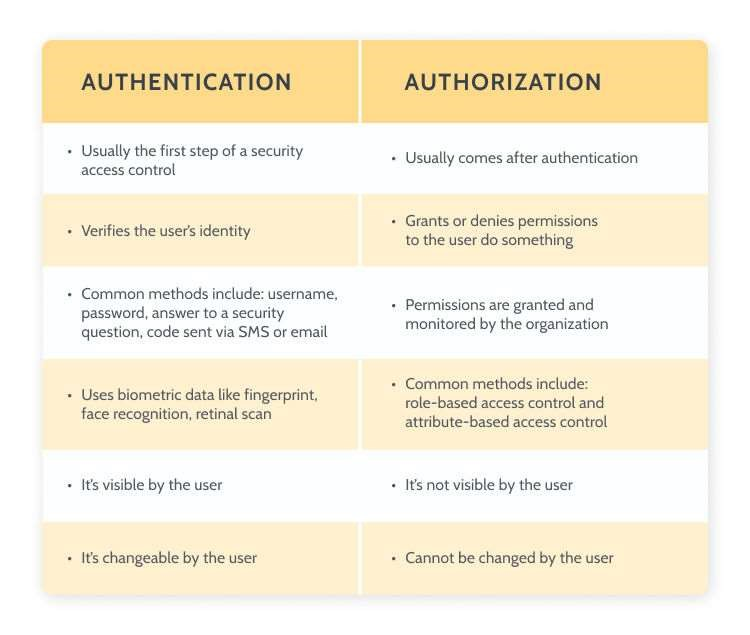 AUTHENTICATION
AUTHORIZATION
• Usually the first step of a security
access control
• Usually comes after authentication
• Verifies the user's identity
• Grants or denies permissions
to the user do something
• Common methods include: username,
password, answer to a security
question, code sent via SMS or email
• Permissions are granted and
monitored by the organization
• Uses biometric data like fingerprint,
face recognition, retinal scan
• Common methods include:
role-based access control and
attribute-based access control
• It's visible by the user
• It's not visible by the user
• It's changeable by the user
• Cannot be changed by the user